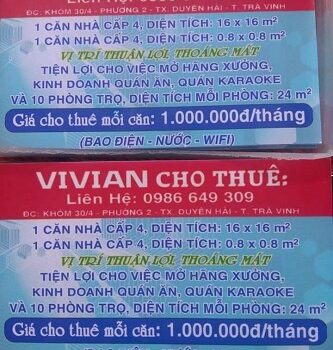 ĐC: KHÓM 30/4 - PHƯỜNG 2 - TX. DUYÊN HẢI - T. TRÀ VINH
1 CĂN NHÀ CẤP 4, DIỆN TÍCH: 16 x 16 m²
1 CĂN NHÀ CẤP 4, DIỆN TÍCH: 0.8 x 0.8 m²
VỊ TRÍ THUẬN LỢI, THOÁNG MÁT
TIỆN LỢI CHO VIỆC MỞ HÀNG XƯỞNG,
KINH DOANH QUÁN ĂN, QUÁN KARAOKE
VÀ 10 PHÒNG TRỌ, DIỆN TÍCH MỖI PHÒNG: 24 m²
Giá cho thuê mỗi căn: 1.000.000đ/tháng
(BAO ĐIỆN - NƯỚC - WIFI)
VIVIAN CHO THUÊ:
Liên Hệ: 0986 649 309
ĐC: KHÓM 30/4 - PHƯỜNG 2 - TX. DUYÊN HẢI - T. TRÀ VINH
1 CĂN NHÀ CẤP 4, DIỆN TÍCH: 16 x 16 m²
1 CĂN NHÀ CẤP 4, DIỆN TÍCH: 0.8 x 0.8 m²
VỊ TRÍ THUẬN LỢI, THOÁNG MÁT
TIỆN LỢI CHO VIỆC MỞ HÀNG XƯỞNG,
KINH DOANH QUÁN ĂN, QUÁN KARAOKE
VÀ 10 PHÒNG TRỌ, DIỆN TÍCH MỖI PHÒNG: 24 m²
Giá cho thuê mỗi căn: 1.000.000đ/tháng